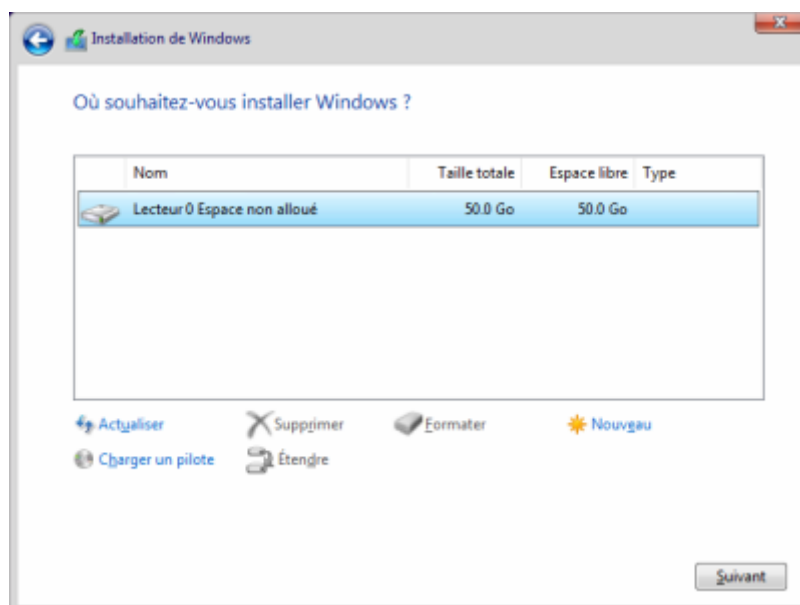 Installation de Windows
Où souhaitez-vous installer Windows ?
Nom Taille totale Espace libre Type
Lecteur 0 Espace non alloué 50.0 Go 50.0 Go
Actualiser Supprimer Formater Nouveau
Charger un pilote Étendre
Suivant